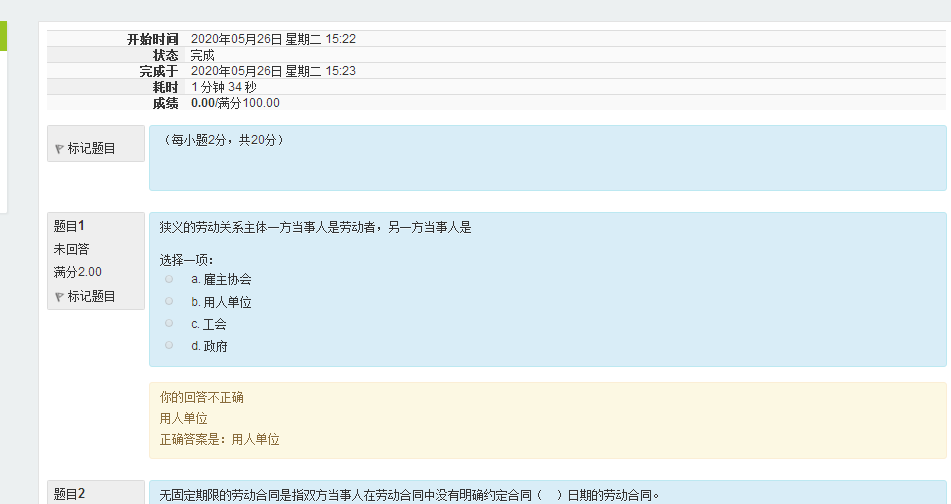 开始时间 2020年05月26日 星期二 15:22
状态 完成
完成于 2020年05月26日 星期二 15:23
耗时 1 分钟 34 秒
成绩 0.00/满分100.00
标记题目
（每小题2分，共20分）
题目1
未回答
满分2.00
标记题目
狭义的劳动关系主体一方当事人是劳动者，另一方当事人是
选择一项：
a. 雇主协会
b. 用人单位
c. 工会
d. 政府
你的回答不正确
用人单位
正确答案是：用人单位
题目2
无固定期限的劳动合同是指双方当事人在劳动合同中没有明确约定合同（ ）日期的劳动合同。